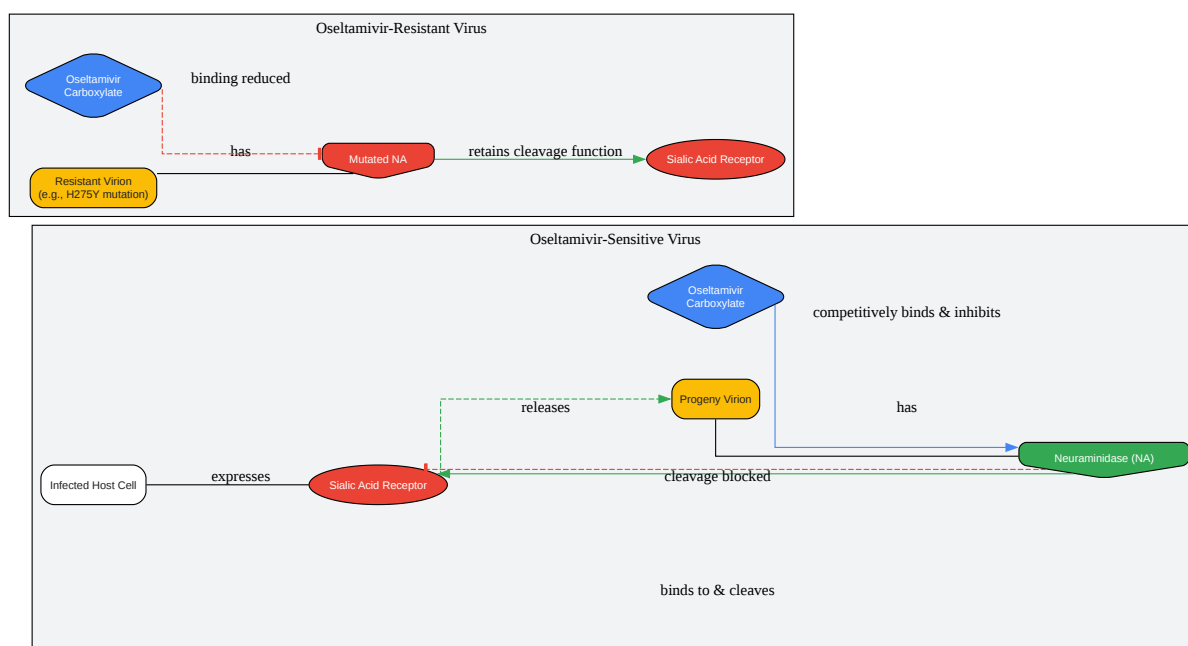 Oseltamivir-Resistant Virus
Oseltamivir
Carboxylate
binding reduced
has
Mutated NA
retains cleavage function
Sialic Acid Receptor
Resistant Virion
(e.g., H275Y mutation)
Oseltamivir-Sensitive Virus
Oseltamivir
Carboxylate
competitively binds & inhibits
Progeny Virion
releases
has
Neuraminidase (NA)
Infected Host Cell
expresses
Sialic Acid Receptor
cleavage blocked
binds to & cleaves